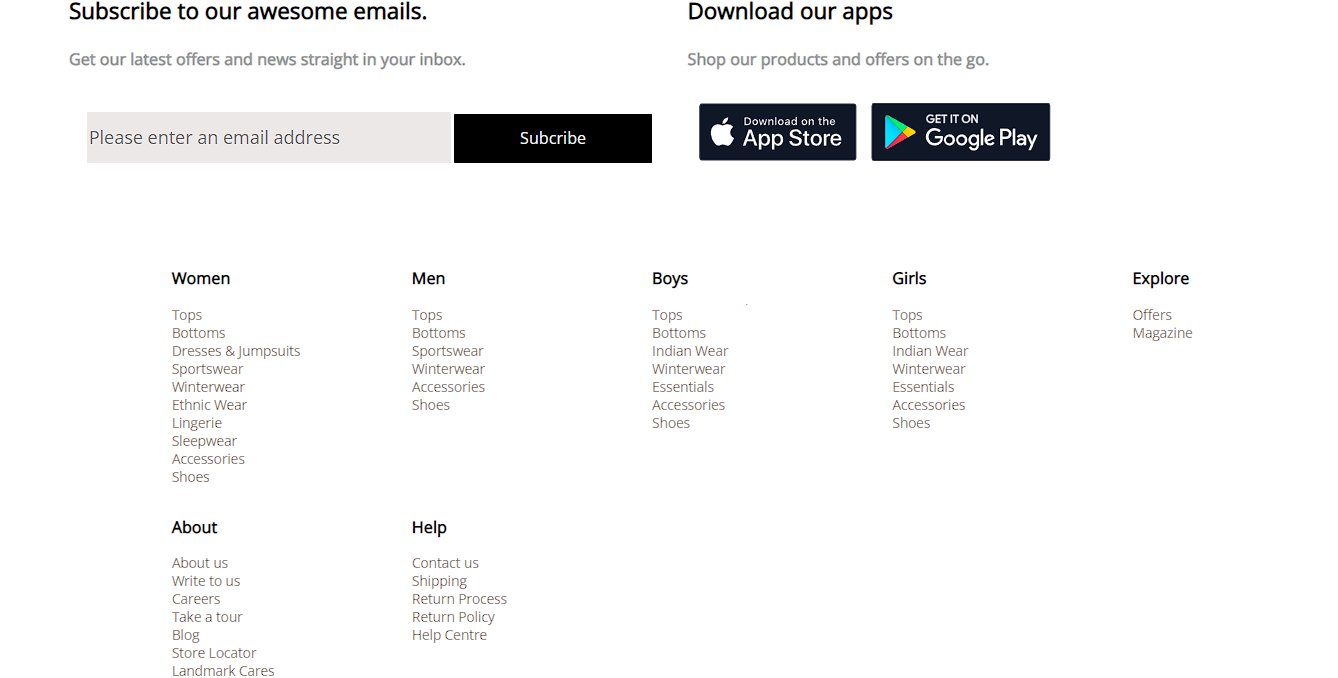 Subscribe to our awesome emails.
Get our latest offers and news straight in your inbox.
Please enter an email address
Subcribe
Download our apps
Shop our products and offers on the go.
Download on the
App Store
GET IT ON
Google Play
Women
Tops
Bottoms
Dresses & Jumpsuits
Sportswear
Winterwear
Ethnic Wear
Lingerie
Sleepwear
Accessories
Shoes
Men
Tops
Bottoms
Sportswear
Winterwear
Accessories
Shoes
Boys
Tops
Bottoms
Indian Wear
Winterwear
Essentials
Accessories
Shoes
Girls
Tops
Bottoms
Indian Wear
Winterwear
Essentials
Accessories
Shoes
Explore
Offers
Magazine
About
About us
Write to us
Careers
Take a tour
Blog
Store Locator
Landmark Cares
Help
Contact us
Shipping
Return Process
Return Policy
Help Centre